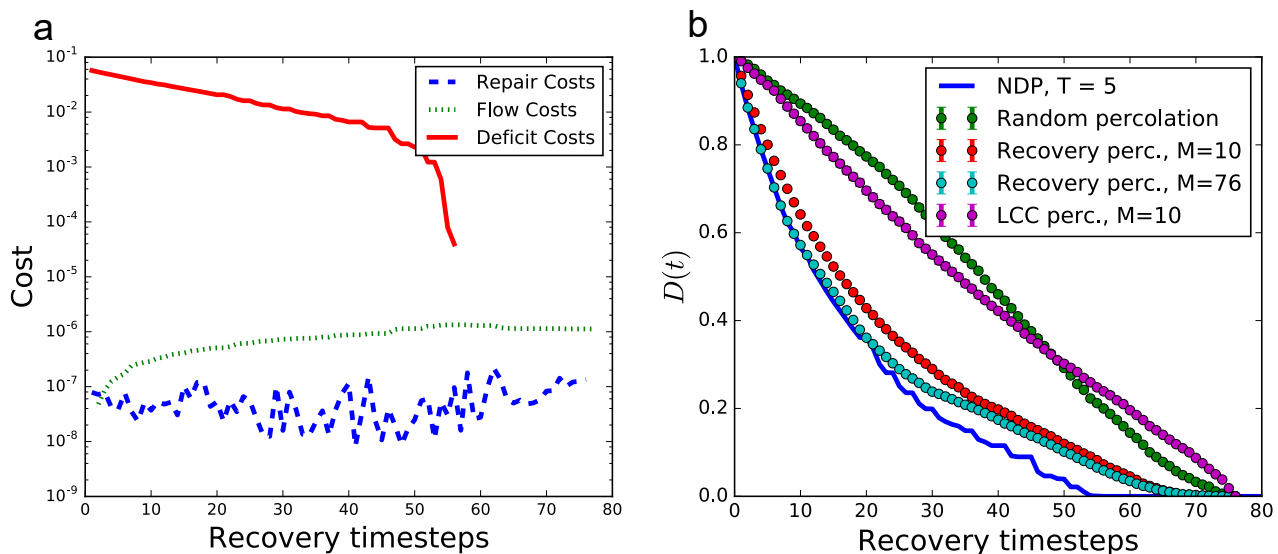 a
10^-1
10^-2
10^-3
10^-4
10^-5
10^-6
10^-7
10^-8
10^-9
Cost
Repair Costs
Flow Costs
Deficit Costs
0 10 20 30 40 50 60 70 80
Recovery timesteps
b
1.0
0.8
0.6
0.4
0.2
0.0
D(t)
NDP, T = 5
Random percolation
Recovery perc., M=10
Recovery perc., M=76
LCC perc., M=10
0 10 20 30 40 50 60 70 80
Recovery timesteps